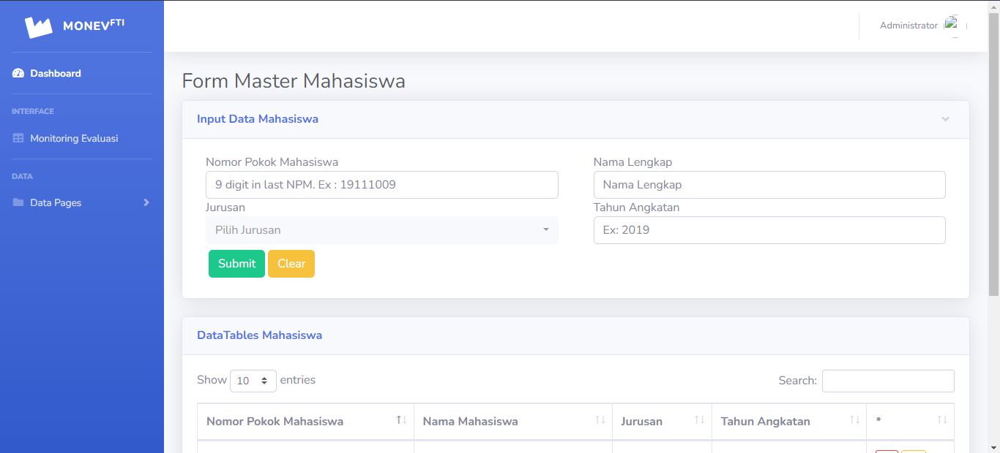 MONEV FTI
Administrator
Dashboard
INTERFACE
Monitoring Evaluasi
DATA
Data Pages
Form Master Mahasiswa
Input Data Mahasiswa
Nomor Pokok Mahasiswa
Nama Lengkap
9 digit in last NPM. Ex : 19111009
Nama Lengkap
Jurusan
Tahun Angkatan
Pilih Jurusan
Ex: 2019
Submit Clear
DataTables Mahasiswa
Show 10 entries
Search:
Nomor Pokok Mahasiswa Nama Mahasiswa Jurusan Tahun Angkatan *